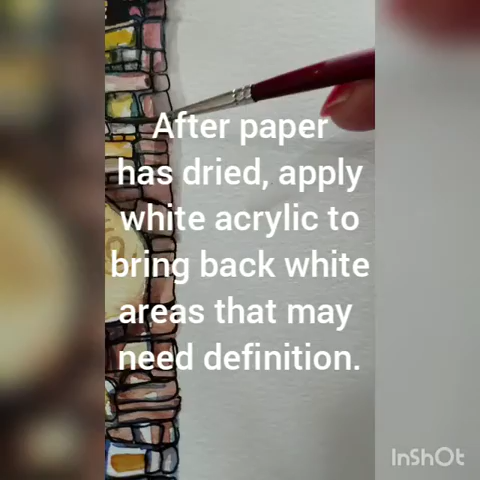 After paper
has dried, apply
white acrylic to
bring back white
areas that may
need definition.
InShOt